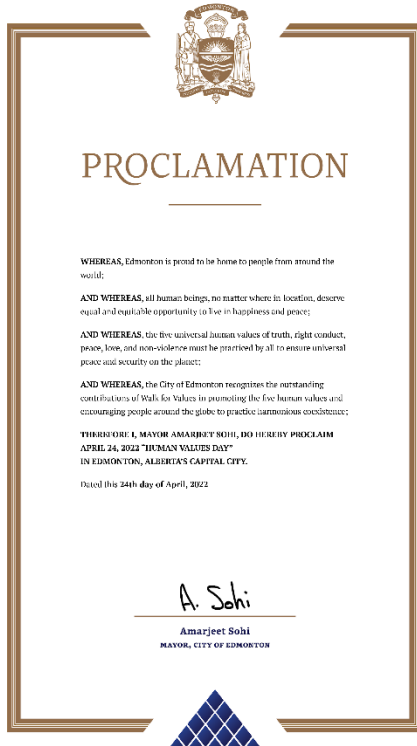 EDMONTON
PROCLAMATION
WHEREAS, Edmonton is proud to be home to people from around the
world;
AND WHEREAS, all human beings, no matter where in location, deserve
equal and equitable opportunity to live in happiness and peace;
AND WHEREAS, the five universal human values of truth, right conduct,
peace, love, and non-violence must be practiced by all to ensure universal
peace and security on the planet;
AND WHEREAS, the City of Edmonton recognizes the outstanding
contributions of Walk for Values in promoting the five human values and
encouraging people around the globe to practice harmonious coexistence;
THEREFORE I, MAYOR AMARJEET SOHI, DO HEREBY PROCLAIM
APRIL 24, 2022 “HUMAN VALUES DAY”
IN EDMONTON, ALBERTA'S CAPITAL CITY.
Dated this 24th day of April, 2022
A. Sohi
Amarjeet Sohi
MAYOR, CITY OF EDMONTON